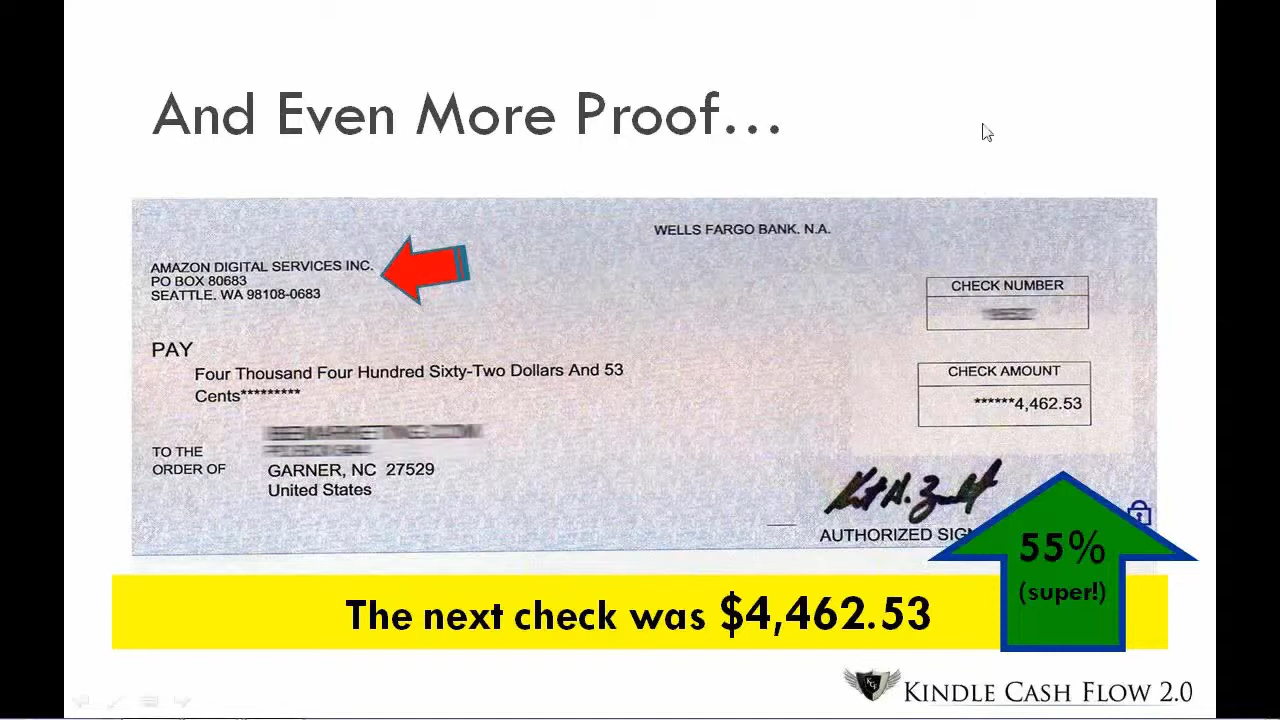 And Even More Proof...
WELLS FARGO BANK, N.A.
AMAZON DIGITAL SERVICES INC.
PO BOX 80683
SEATTLE, WA 98108-0683
CHECK NUMBER
PAY
Four Thousand Four Hundred Sixty-Two Dollars And 53
Cents*********
CHECK AMOUNT
******4,462.53
TO THE
ORDER OF
GARNER, NC 27529
United States
AUTHORIZED
55%
(super!)
The next check was $4,462.53
KINDLE CASH FLOW 2.0